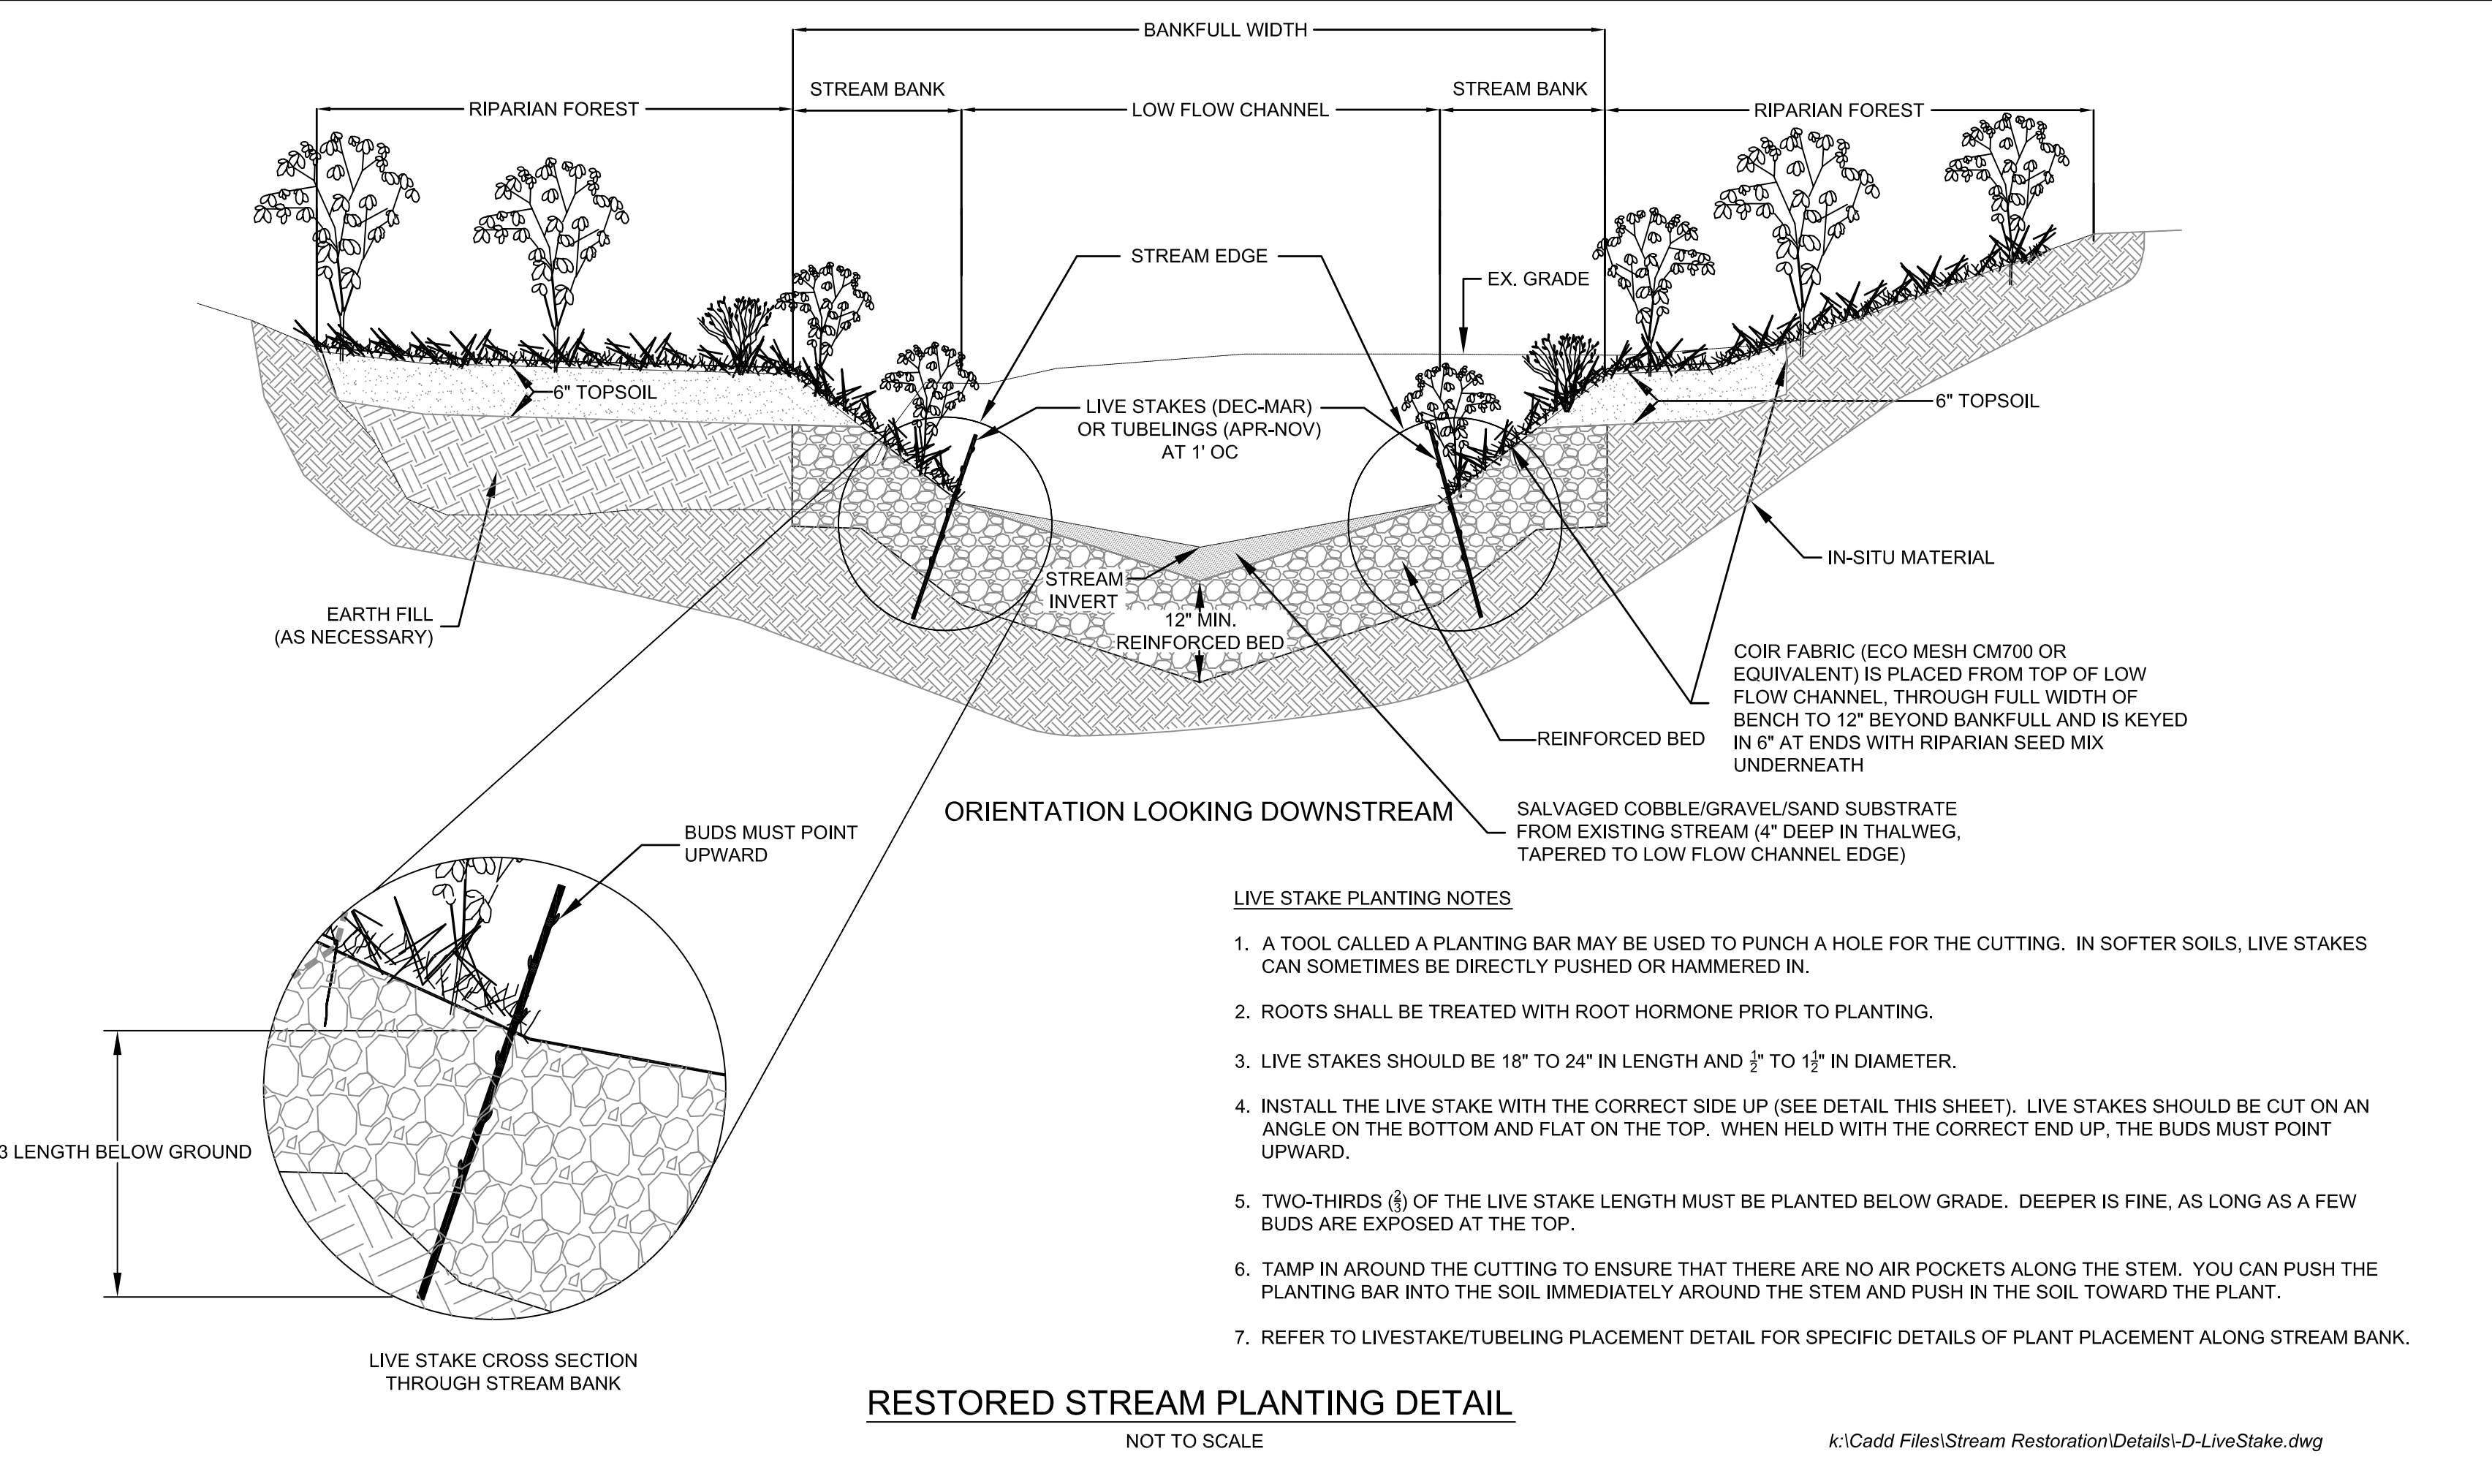 BANKFULL WIDTH
STREAM BANK
STREAM BANK
RIPARIAN FOREST
LOW FLOW CHANNEL
RIPARIAN FOREST
STREAM EDGE
EX. GRADE
6" TOPSOIL
LIVE STAKES (DEC-MAR)
OR TUBELINGS (APR-NOV)
AT 1' OC
6" TOPSOIL
IN-SITU MATERIAL
STREAM
INVERT
EARTH FILL
(AS NECESSARY)
12" MIN.
REINFORCED BED
COIR FABRIC (ECO MESH CM700 OR
EQUIVALENT) IS PLACED FROM TOP OF LOW
FLOW CHANNEL, THROUGH FULL WIDTH OF
BENCH TO 12" BEYOND BANKFULL AND IS KEYED
IN 6" AT ENDS WITH RIPARIAN SEED MIX
UNDERNEATH
REINFORCED BED
ORIENTATION LOOKING DOWNSTREAM
SALVAGED COBBLE/GRAVEL/SAND SUBSTRATE
FROM EXISTING STREAM (4" DEEP IN THALWEG,
TAPERED TO LOW FLOW CHANNEL EDGE)
BUDS MUST POINT
UPWARD
3 LENGTH BELOW GROUND
LIVE STAKE CROSS SECTION
THROUGH STREAM BANK
LIVE STAKE PLANTING NOTES
1. A TOOL CALLED A PLANTING BAR MAY BE USED TO PUNCH A HOLE FOR THE CUTTING. IN SOFTER SOILS, LIVE STAKES
CAN SOMETIMES BE DIRECTLY PUSHED OR HAMMERED IN.
2. ROOTS SHALL BE TREATED WITH ROOT HORMONE PRIOR TO PLANTING.
3. LIVE STAKES SHOULD BE 18" TO 24" IN LENGTH AND 1/2" TO 1 1/2" IN DIAMETER.
4. INSTALL THE LIVE STAKE WITH THE CORRECT SIDE UP (SEE DETAIL THIS SHEET). LIVE STAKES SHOULD BE CUT ON AN
ANGLE ON THE BOTTOM AND FLAT ON THE TOP. WHEN HELD WITH THE CORRECT END UP, THE BUDS MUST POINT
UPWARD.
5. TWO-THIRDS (2/3) OF THE LIVE STAKE LENGTH MUST BE PLANTED BELOW GRADE. DEEPER IS FINE, AS LONG AS A FEW
BUDS ARE EXPOSED AT THE TOP.
6. TAMP IN AROUND THE CUTTING TO ENSURE THAT THERE ARE NO AIR POCKETS ALONG THE STEM. YOU CAN PUSH THE
PLANTING BAR INTO THE SOIL IMMEDIATELY AROUND THE STEM AND PUSH IN THE SOIL TOWARD THE PLANT.
7. REFER TO LIVESTAKE/TUBELING PLACEMENT DETAIL FOR SPECIFIC DETAILS OF PLANT PLACEMENT ALONG STREAM BANK.
RESTORED STREAM PLANTING DETAIL
NOT TO SCALE
k:\Cadd Files\Stream Restoration\Details\-D-LiveStake.dwg